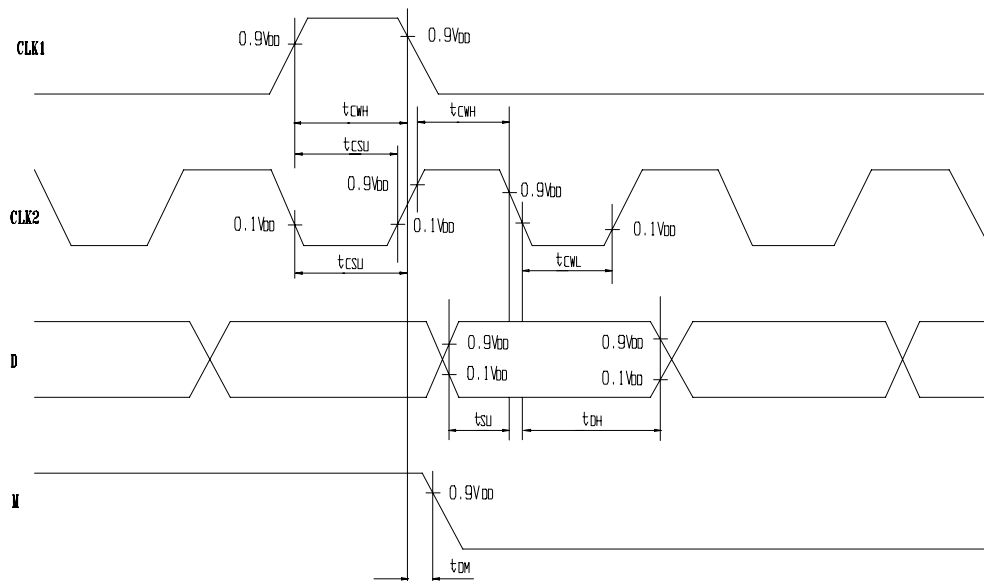 0.9VDD
0.9VDD
CLK1
tCWH
tCWH
tCSU
0.9VDD
0.9VDD
CLK2
0.1VDD
0.1VDD
0.1VDD
tCSU
tCWL
0.9VDD
0.9VDD
D
0.1VDD
0.1VDD
tSU
tDH
0.9VDD
M
tDM